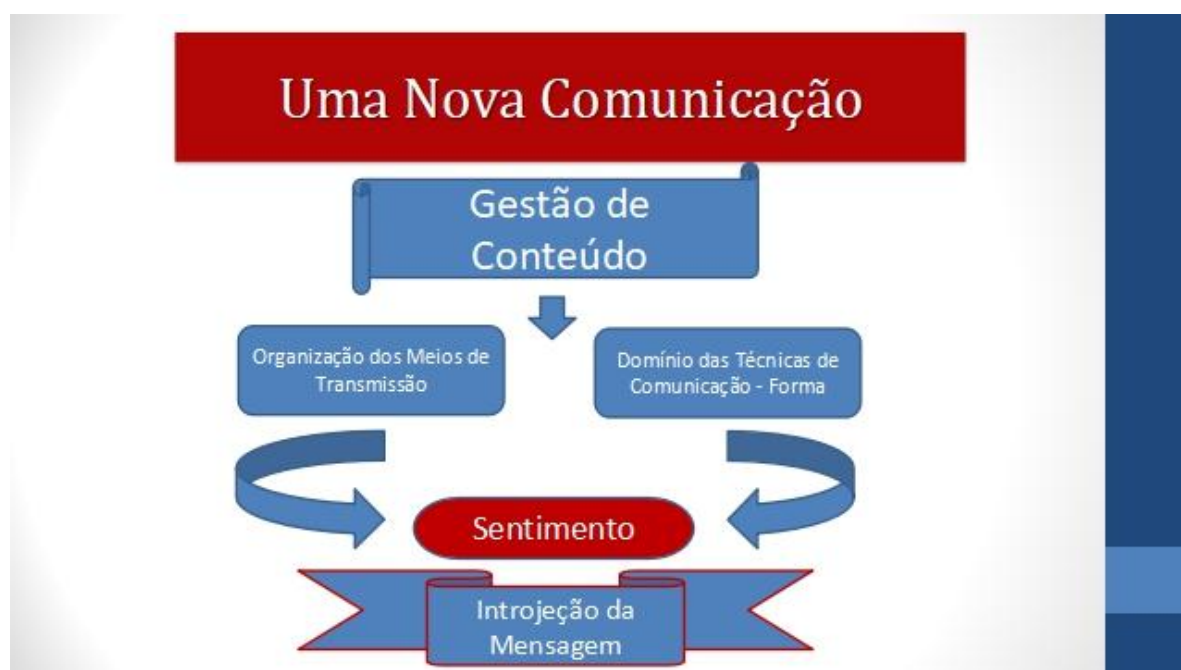 Uma Nova Comunicação
Gestão de
Conteúdo
Organização dos Meios de
Transmissão
Domínio das Técnicas de
Comunicação - Forma
Sentimento
Introjeção da
Mensagem